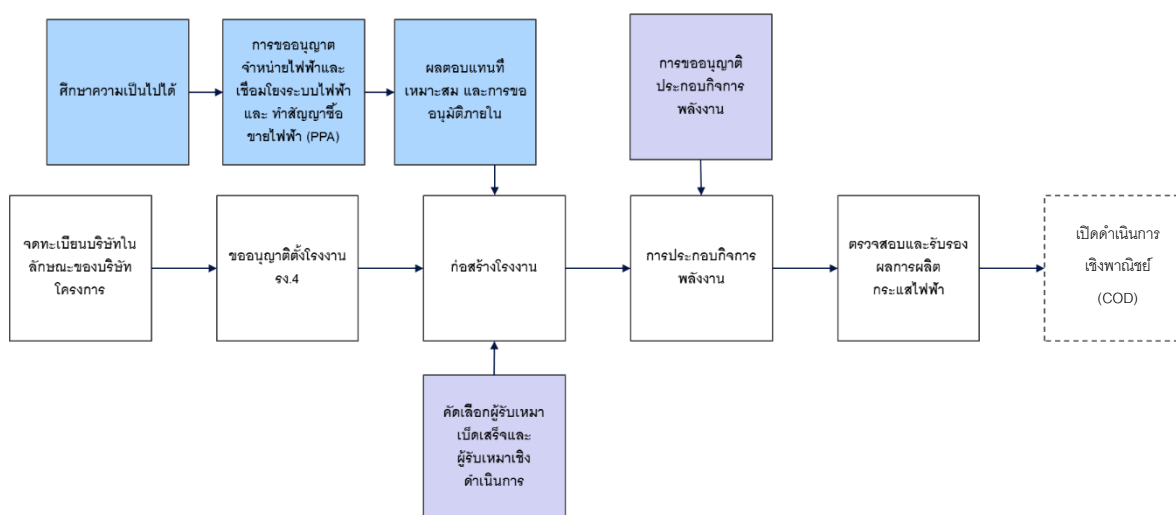 ศึกษาความเป็นไปได้
การขออนุญาต
จำหน่ายไฟฟ้าและ
เชื่อมโยงระบบไฟฟ้า
และ ทำสัญญาซื้อ
ขายไฟฟ้า (PPA)
ผลตอบแทนที่
เหมาะสม และการขอ
อนุมัติภายใน
การขออนุญาติ
ประกอบกิจการ
พลังงาน
จดทะเบียนบริษัทใน
ลักษณะของบริษัท
โครงการ
ขออนุญาติตั้งโรงงาน
รง.4
ก่อสร้างโรงงาน
การประกอบกิจการ
พลังงาน
ตรวจสอบและรับรอง
ผลการผลิต
กระแสไฟฟ้า
เปิดดำเนินการ
เชิงพาณิชย์
(COD)
คัดเลือกผู้รับเหมา
เบ็ดเสร็จและ
ผู้รับเหมาเชิง
ดำเนินการ